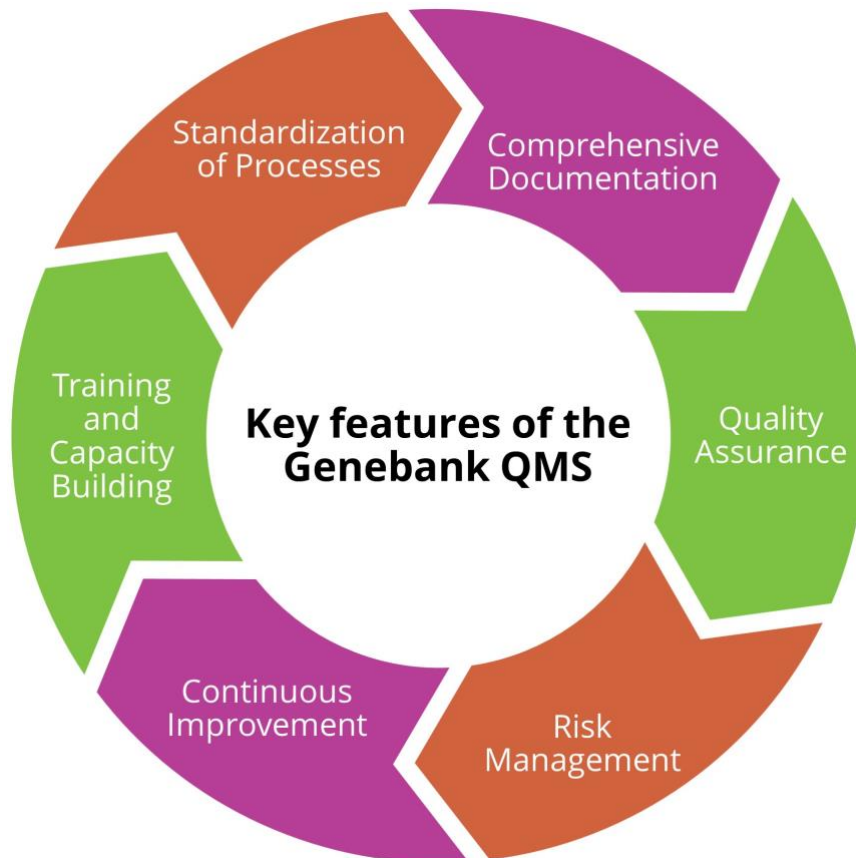 Standardization
of Processes
Comprehensive
Documentation
Quality
Assurance
Risk
Management
Continuous
Improvement
Training
and
Capacity
Building
Key features of the
Genebank QMS